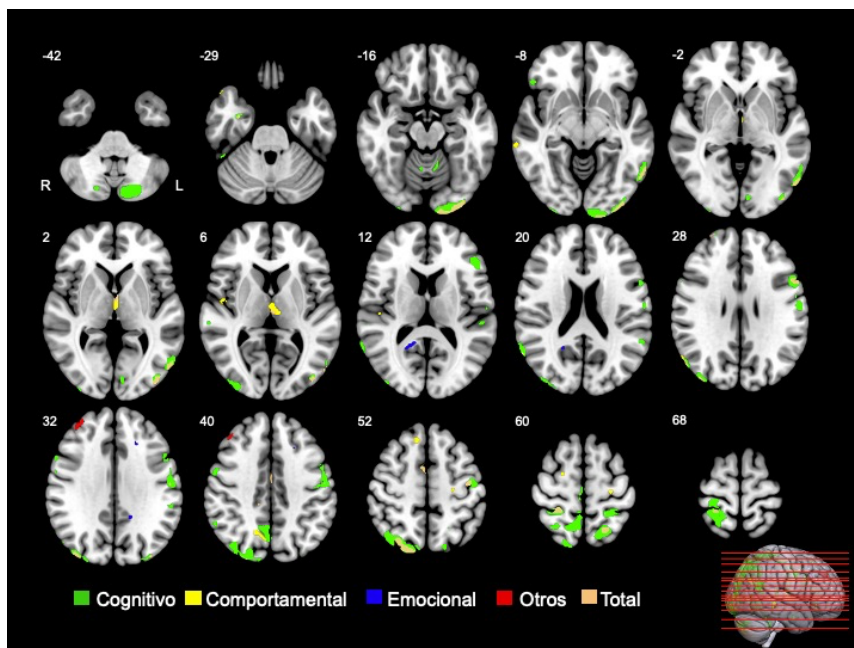 -42 -29 -16 -8 -2
R L
2 6 12 20 28
32 40 52 60 68
Cognitivo Comportamental Emocional Otros Total